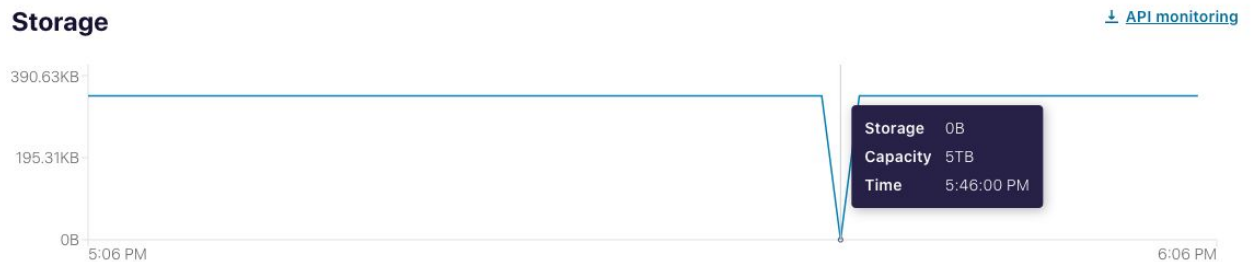 Storage
API monitoring
390.63KB
195.31KB
0B
5:06 PM
6:06 PM
Storage 0B
Capacity 5TB
Time 5:46:00 PM